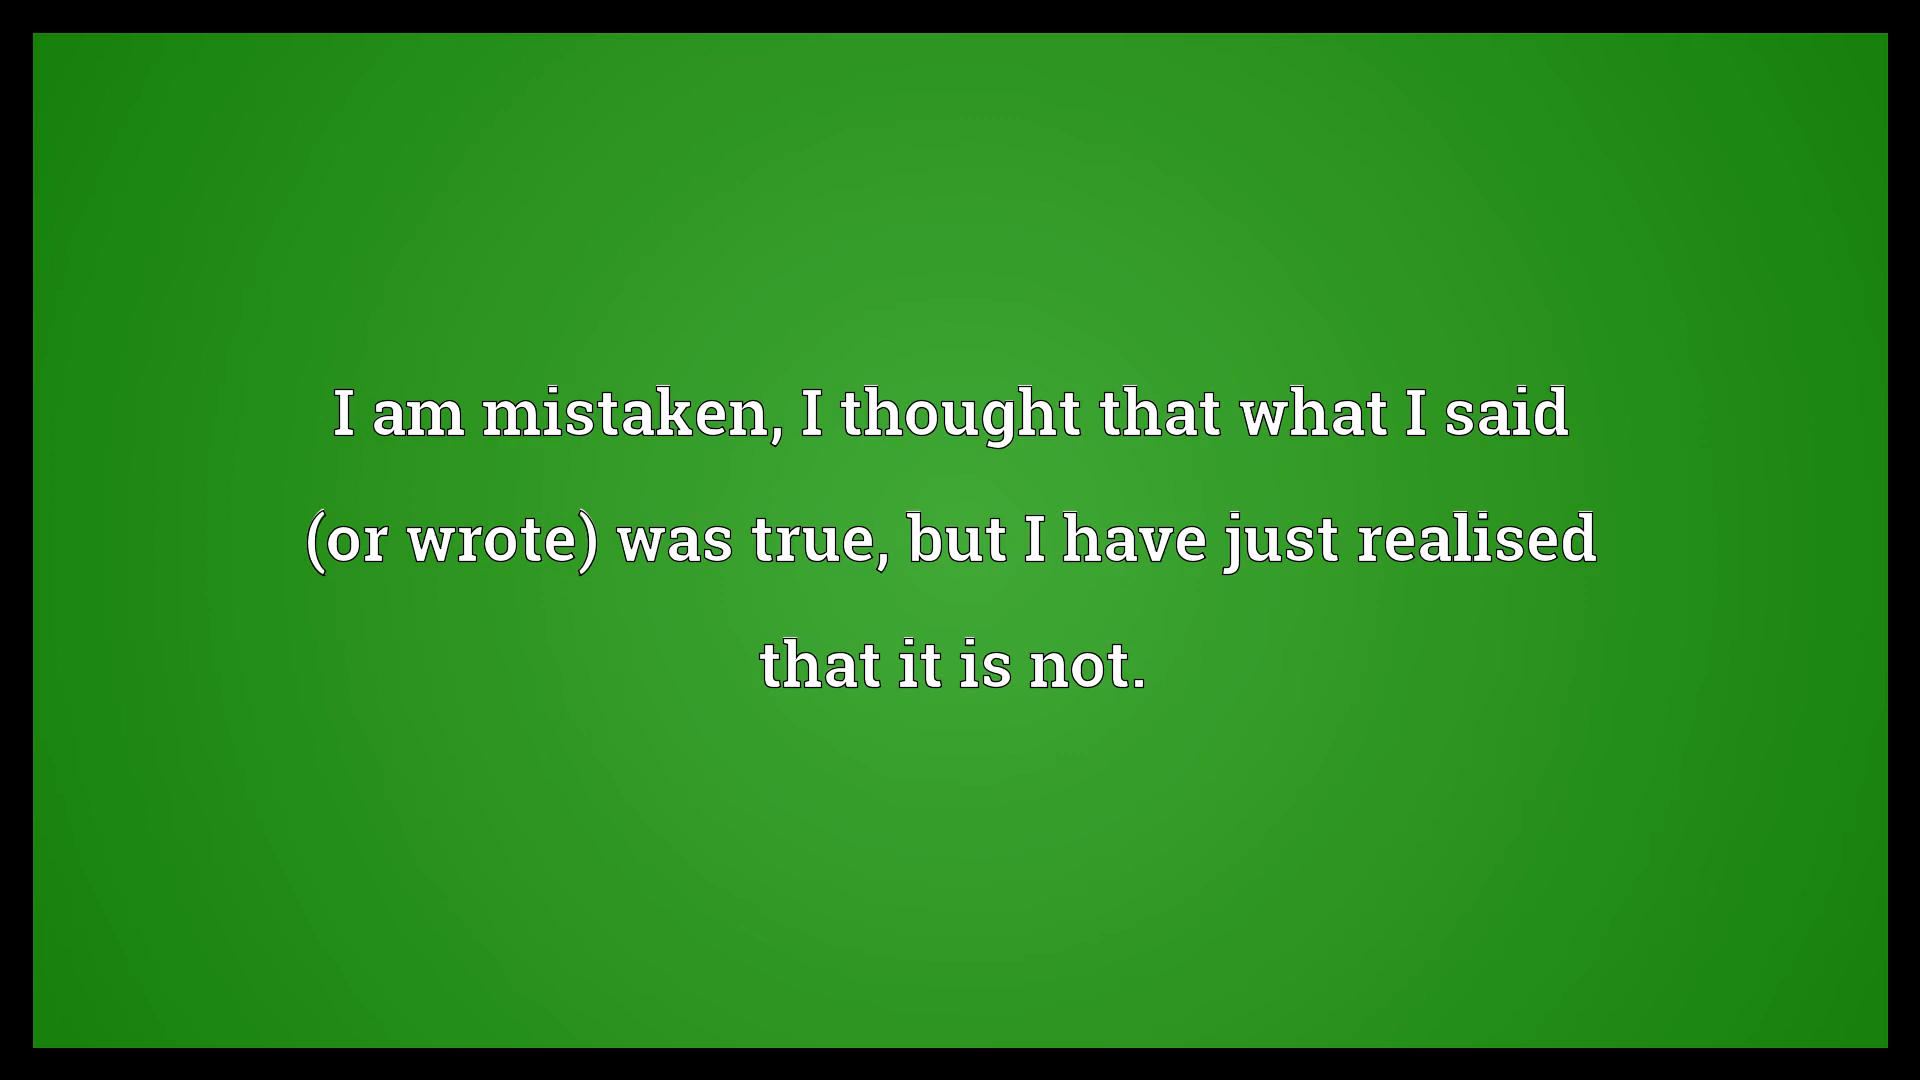 I am mistaken, I thought that what I said
(or wrote) was true, but I have just realised
that it is not.